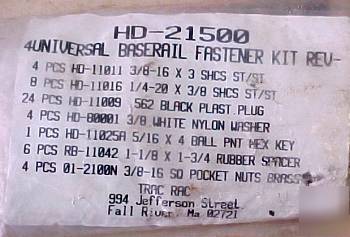 HD-21500
4UNIVERSAL BASERAIL FASTENER KIT REV-
4 PCS HD-11011 3/8-16 X 3 SHCS ST/ST
8 PCS HD-11016 1/4-20 X 3/8 SHCS ST/ST
24 PCS HD-11009 .562 BLACK PLAST.PLUG
4 PCS HD-80001 3/8 WHITE NYLON WASHER
1 PCS HD-11025A 5/16 X 4 BALL PNT HEX KEY
6 PCS RB-11042 1-1/8 X 1-3/4 RUBBER SPACER
4 PCS 01-2100N 3/8-16 SQ POCKET NUTS BRASS
TRAC RAC
994 Jefferson Street
Fall River, Ma 02721